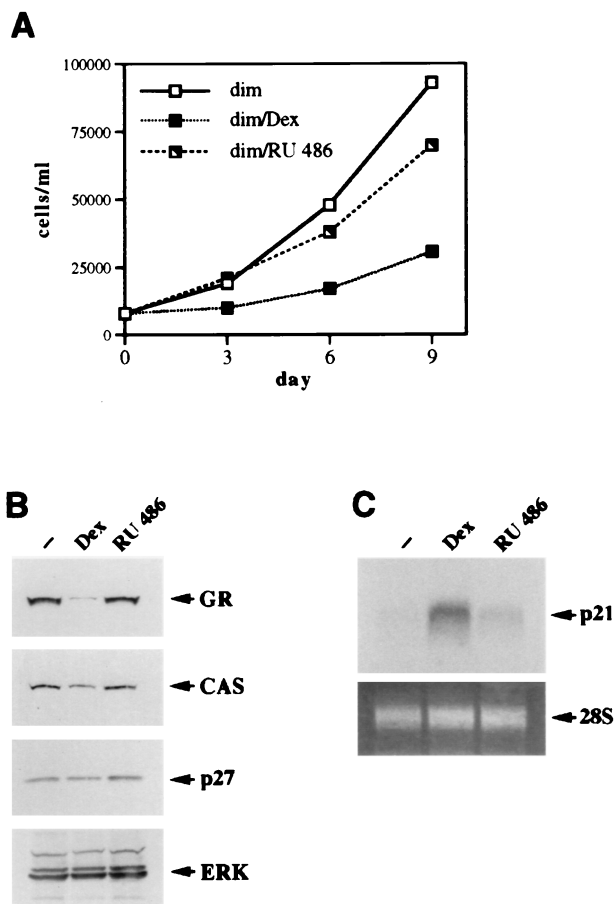 A
100000
75000
50000
25000
0
cells/ml
dim
dim/Dex
dim/RU 486
0 3 6 9
day
B
– Dex RU 486
GR
CAS
p27
ERK
C
– Dex RU 486
p21
28S